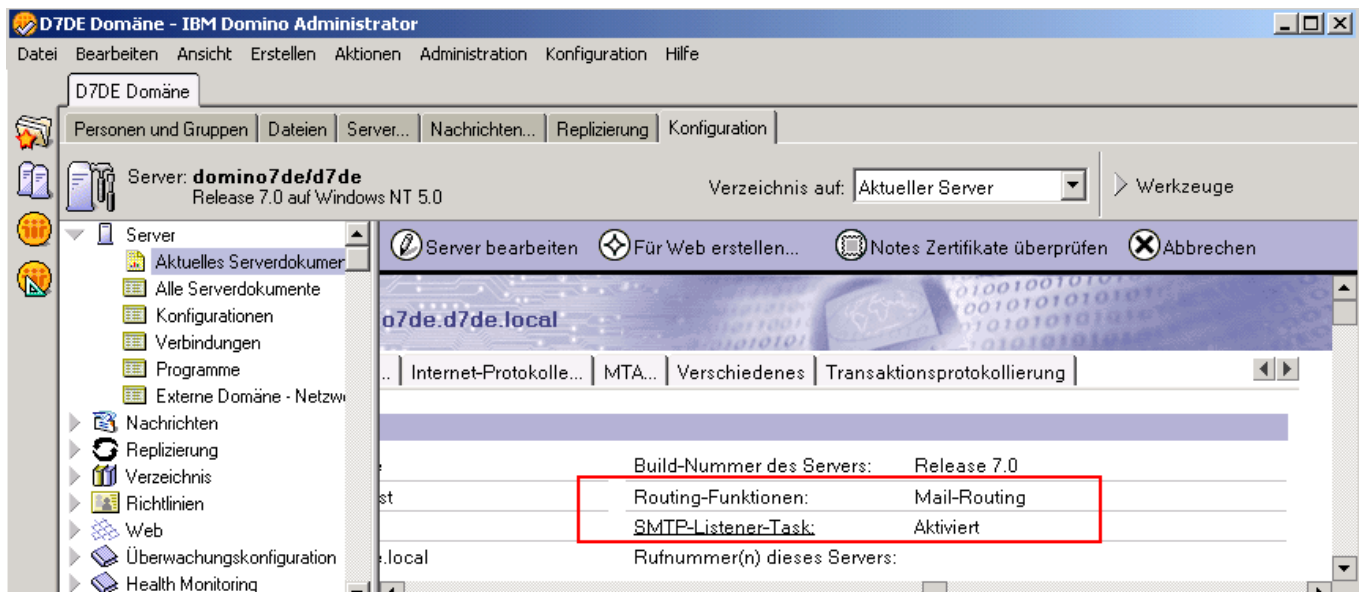 D7DE Domäne - IBM Domino Administrator
Datei Bearbeiten Ansicht Erstellen Aktionen Administration Konfiguration Hilfe
D7DE Domäne
Personen und Gruppen Dateien Server... Nachrichten... Replizierung Konfiguration
Server: domino7de/d7de
Release 7.0 auf Windows NT 5.0
Verzeichnis auf: Aktueller Server
Werkzeuge
Server
Aktuelles Serverdokumen
Alle Serverdokumente
Konfigurationen
Verbindungen
Programme
Externe Domäne - Netzw
Nachrichten
Replizierung
Verzeichnis
Richtlinien
Web
Überwachungskonfiguration
Health Monitoring
Server bearbeiten Für Web erstellen... Notes Zertifikate überprüfen Abbrechen
o7de.d7de.local
.. Internet-Protokolle... MTA... Verschiedenes Transaktionsprotokollierung
Build-Nummer des Servers: Release 7.0
st Routing-Funktionen: Mail-Routing
SMTP-Listener-Task: Aktiviert
.local Rufnummer(n) dieses Servers: